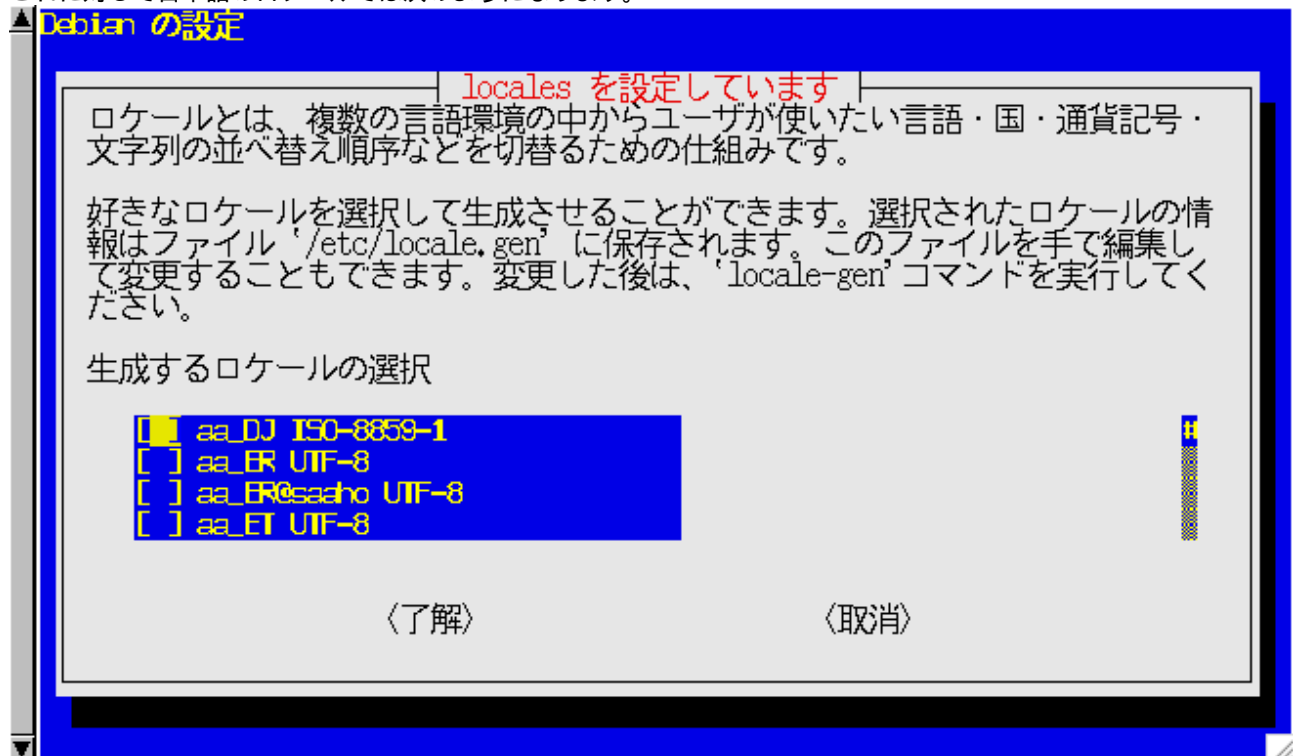 Debian の設定
locales を設定しています
ロケールとは、複数の言語環境の中からユーザが使いたい言語・国・通貨記号・
文字列の並べ替え順序などを切替るための仕組みです。
好きなロケールを選択して生成させることができます。選択されたロケールの情
報はファイル‘/etc/locale.gen’に保存されます。このファイルを手で編集し
て変更することもできます。変更した後は、‘locale-gen’コマンドを実行してく
ださい。
生成するロケールの選択
[ ] aa_DJ ISO-8859-1
[ ] aa_ER UTF-8
[ ] aa_ER@saaho UTF-8
[ ] aa_ET UTF-8
〈了解〉 〈取消〉